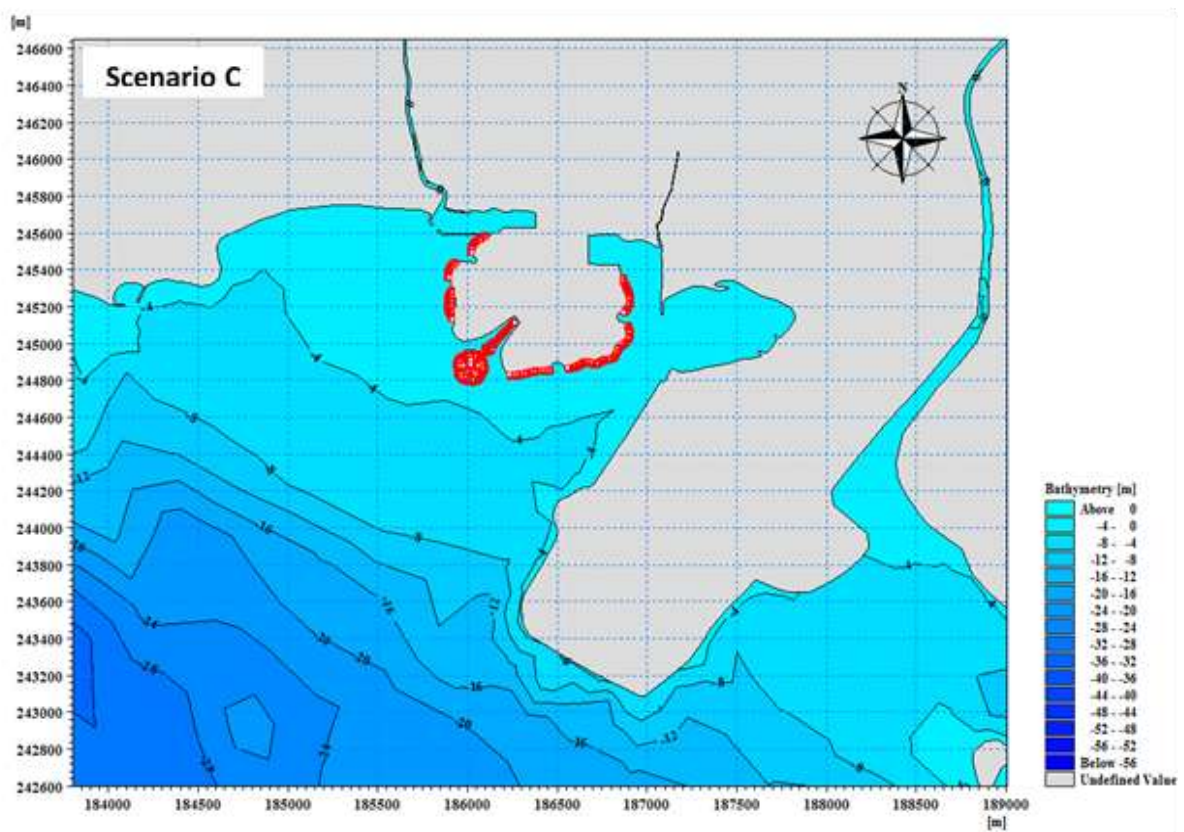 [m]
Scenario C
N
246600
246400
246200
246000
245800
245600
245400
245200
245000
244800
244600
244400
244200
244000
243800
243600
243400
243200
243000
242800
242600
184000 184500 185000 185500 186000 186500 187000 187500 188000 188500 189000
[m]
Bathymetry [m]
Above 0
-4 - 0
-8 - -4
-12 - -8
-16 - -12
-20 - -16
-24 - -20
-28 - -24
-32 - -28
-36 - -32
-40 - -36
-44 - -40
-48 - -44
-52 - -48
-56 - -52
Below -56
Undefined Value